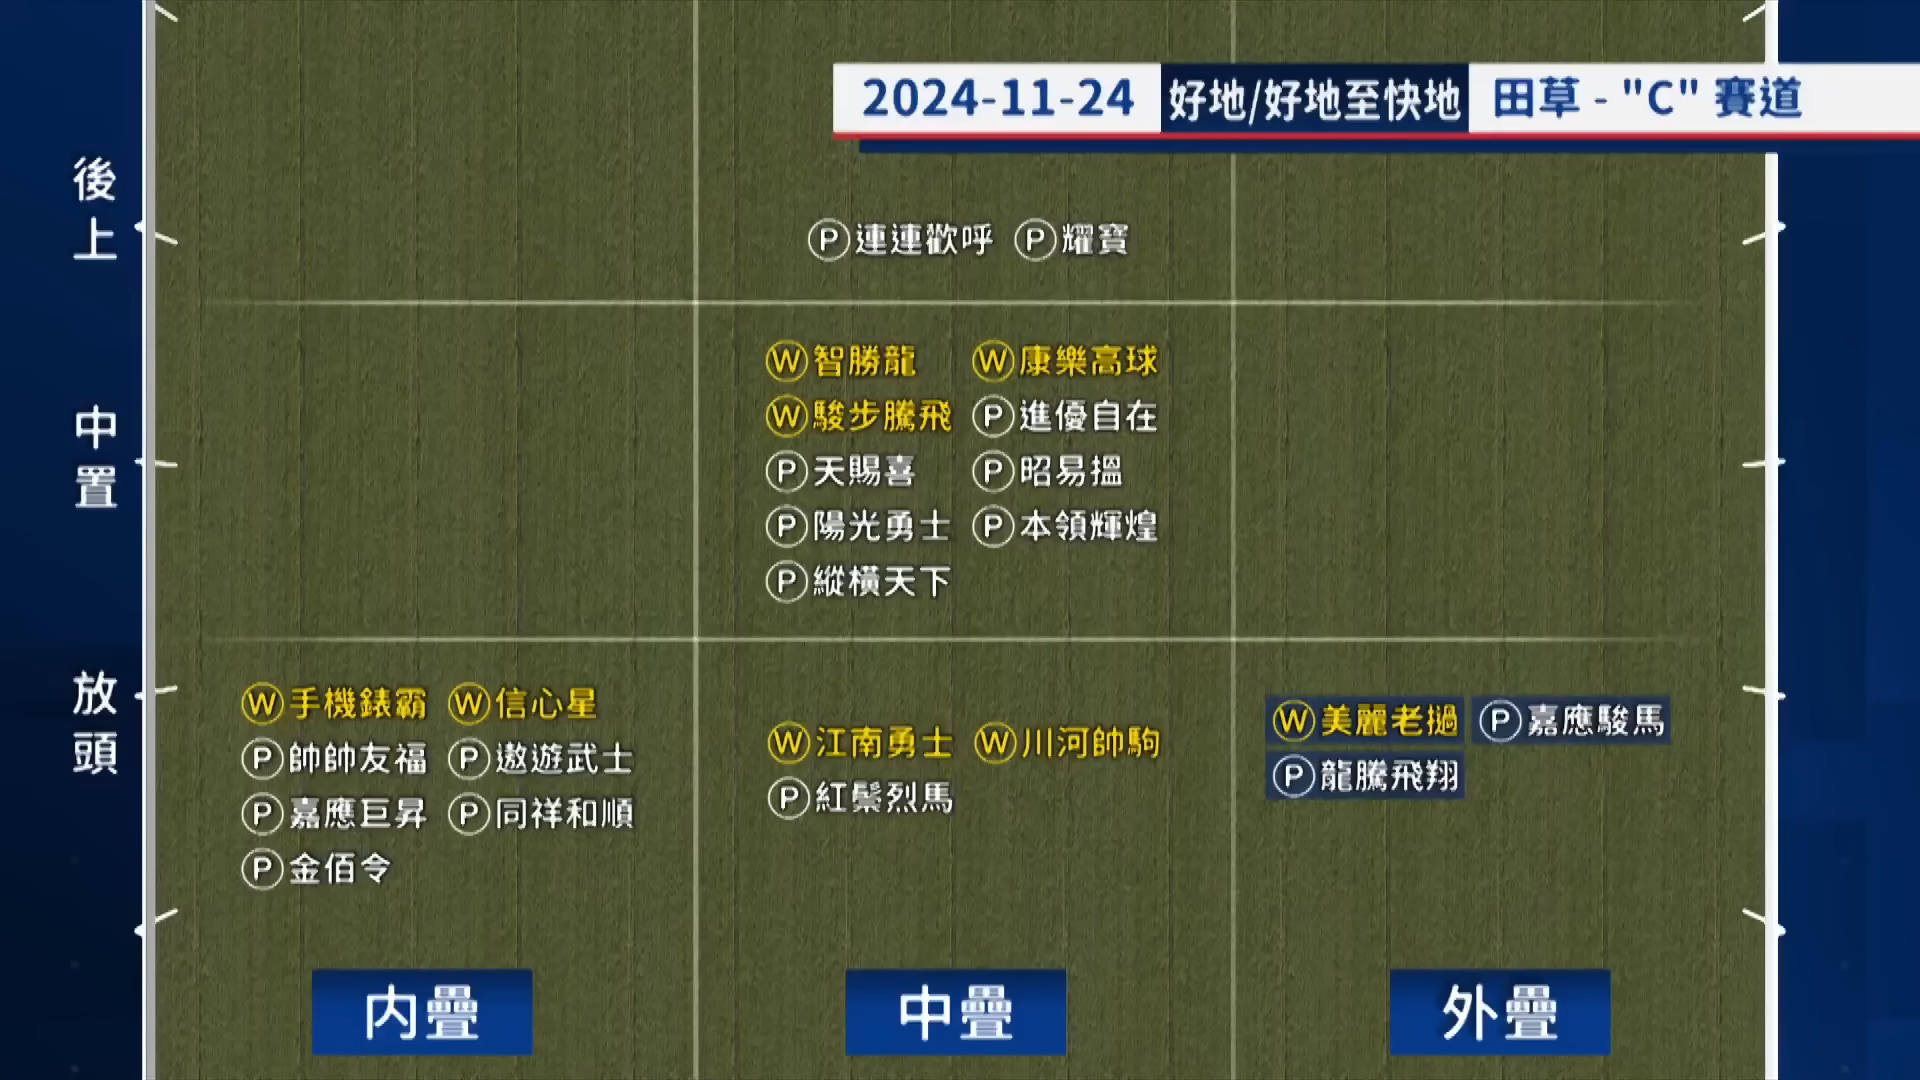 2024-11-24 好地/好地至快地 田草 - "C" 賽道
後上
Ⓟ連連歡呼 Ⓟ耀寶
中置
Ⓦ智勝龍 Ⓦ康樂高球
Ⓦ駿步騰飛 Ⓟ進優自在
Ⓟ天賜喜 Ⓟ昭易搵
Ⓟ陽光勇士 Ⓟ本領輝煌
Ⓟ縱橫天下
放頭
Ⓦ手機錶霸 Ⓦ信心星
Ⓟ帥帥友福 Ⓟ遨遊武士
Ⓟ嘉應巨昇 Ⓟ同祥和順
Ⓟ金佰令
Ⓦ江南勇士 Ⓦ川河帥駒
Ⓟ紅鬃烈馬
Ⓦ美麗老撾 Ⓟ嘉應駿馬
Ⓟ龍騰飛翔
內疊
中疊
外疊